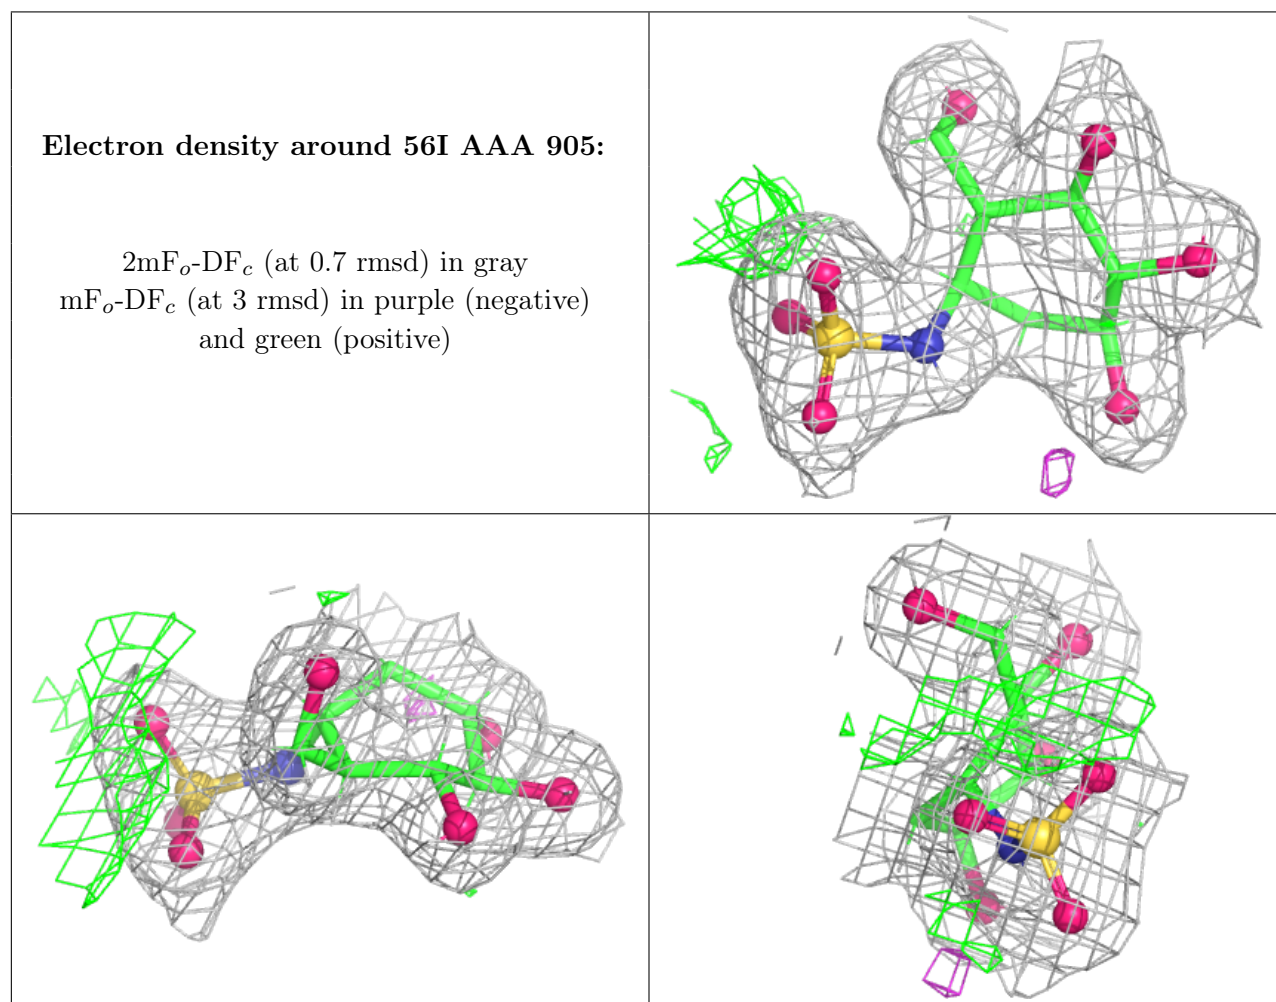 Electron density around 56I AAA 905:
2mFo-DFc (at 0.7 rmsd) in gray
mFo-DFc (at 3 rmsd) in purple (negative)
and green (positive)